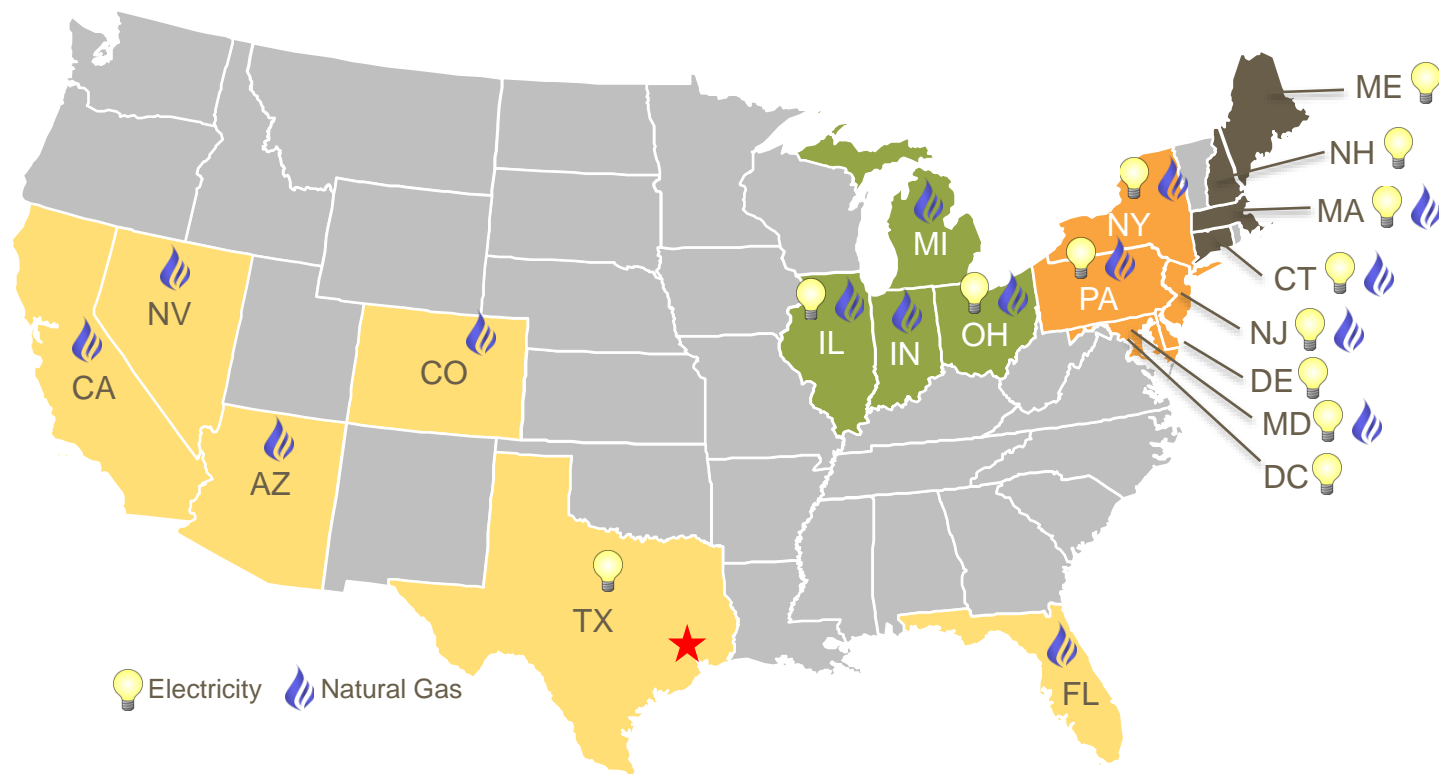 ME
NH
MA
NY
MI
CT
PA
NV
NJ
OH
IL
IN
CO
DE
CA
MD
DC
AZ
TX
Electricity
Natural Gas
FL